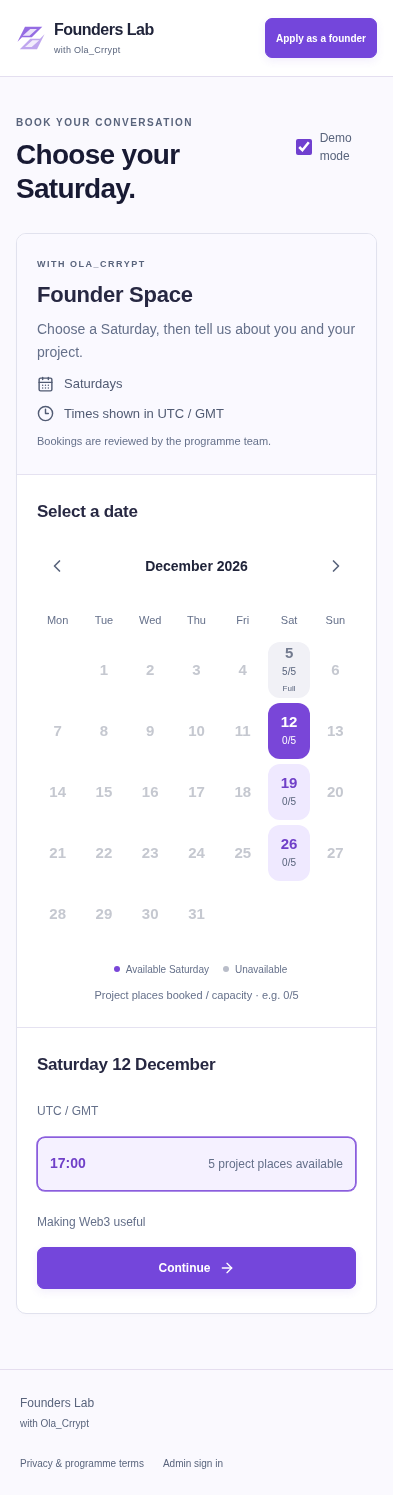 Founders Lab
with Ola_Crrypt
Apply as a founder
BOOK YOUR CONVERSATION
Choose your
Saturday.
Demo
mode
WITH OLA_CRRYPT
Founder Space
Choose a Saturday, then tell us about you and your
project.
Saturdays
Times shown in UTC / GMT
Bookings are reviewed by the programme team.
Select a date
December 2026
Mon Tue Wed Thu Fri Sat Sun
1 2 3 4 5 6
5/5
Full
7 8 9 10 11 12 13
0/5
14 15 16 17 18 19 20
0/5
21 22 23 24 25 26 27
0/5
28 29 30 31
Available Saturday Unavailable
Project places booked / capacity · e.g. 0/5
Saturday 12 December
UTC / GMT
17:00 5 project places available
Making Web3 useful
Continue
Founders Lab
with Ola_Crrypt
Privacy & programme terms Admin sign in